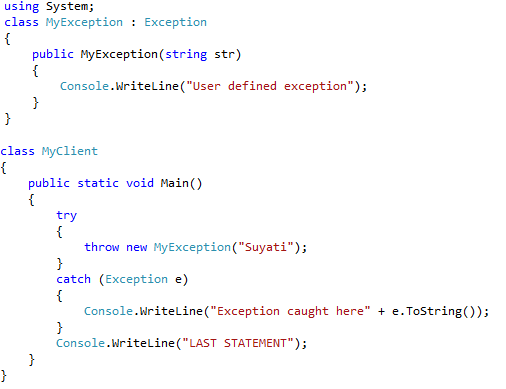 using System;
class MyException : Exception
{
public MyException(string str)
{
Console.WriteLine("User defined exception");
}
}
class MyClient
{
public static void Main()
{
try
{
throw new MyException("Suyati");
}
catch (Exception e)
{
Console.WriteLine("Exception caught here" + e.ToString());
}
Console.WriteLine("LAST STATEMENT");
}
}